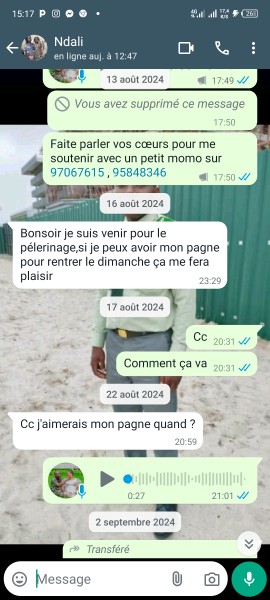 15:17
Ndali
en ligne auj. à 12:47
13 août 2024
17:49
Vous avez supprimé ce message
17:50
Faite parler vos cœurs pour me
soutenir avec un petit momo sur
97067615 , 95848346
17:50
16 août 2024
Bonsoir je suis venir pour le
pélerinage,si je peux avoir mon pagne
pour rentrer le dimanche ça me fera
plaisir
23:29
17 août 2024
Cc
20:31
Comment ça va
20:31
22 août 2024
Cc j'aimerais mon pagne quand ?
20:59
0:27
21:01
2 septembre 2024
Transféré
Message